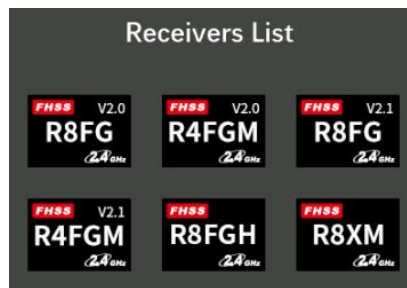 Receivers List
FHSS V2.0
R8FG
2.4GHz
FHSS V2.0
R4FGM
2.4GHz
FHSS V2.1
R8FG
2.4GHz
FHSS V2.1
R4FGM
2.4GHz
FHSS
R8FGH
2.4GHz
FHSS
R8XM
2.4GHz